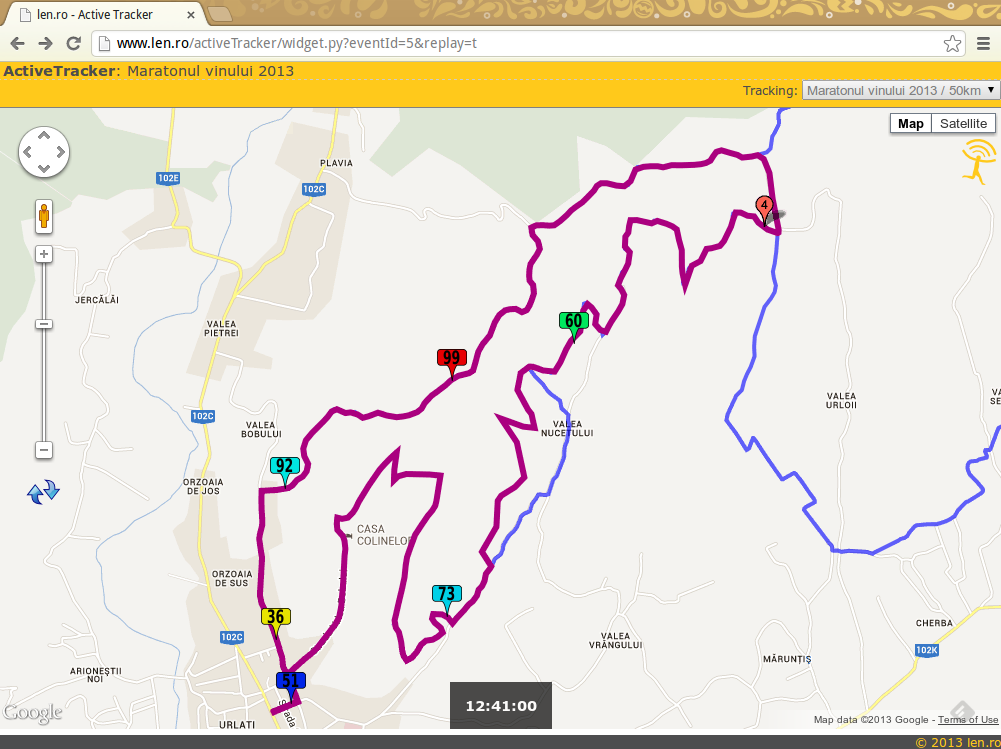 len.ro - Active Tracker
www.len.ro/activeTracker/widget.py?eventId=5&replay=t
ActiveTracker: Maratonul vinului 2013
Tracking: Maratonul vinului 2013 / 50km
Map Satellite
PLAVIA
102E
102C
4
JERCĂLĂI
VALEA
PIETREI
60
99
VALEA
URLOII
102C
VALEA
BOBULUI
VALEA
NUCETULUI
92
ORZOAIA
DE JOS
CASA
COLINELOR
ORZOAIA
DE SUS
73
36
102C
CHERBA
VALEA
VRÂNGULUI
102K
MĂRUNȚIȘ
ARIONEȘTII
NOI
51
Strada
12:41:00
URLATI
Google
Map data ©2013 Google - Terms of Use
© 2013 len.ro